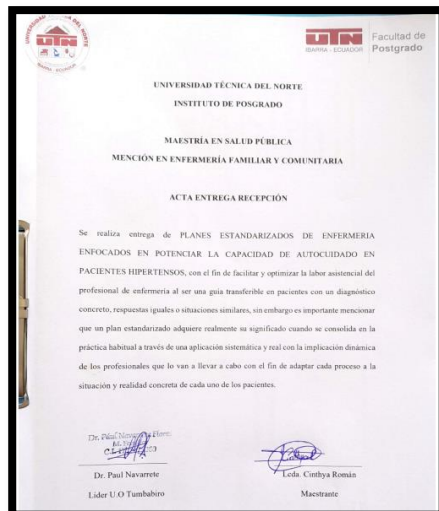 UNIVERSIDAD TÉCNICA DEL NORTE
UTN
IBARRA - ECUADOR
UTN
IBARRA - ECUADOR
Facultad de
Postgrado
UNIVERSIDAD TÉCNICA DEL NORTE
INSTITUTO DE POSGRADO
MAESTRÍA EN SALUD PÚBLICA
MENCIÓN EN ENFERMERÍA FAMILIAR Y COMUNITARIA
ACTA ENTREGA RECEPCIÓN
Se realiza entrega de PLANES ESTANDARIZADOS DE ENFERMERIA
ENFOCADOS EN POTENCIAR LA CAPACIDAD DE AUTOCUIDADO EN
PACIENTES HIPERTENSOS, con el fin de facilitar y optimizar la labor asistencial del
profesional de enfermería al ser una guía transferible en pacientes con un diagnóstico
concreto, respuestas iguales o situaciones similares, sin embargo es importante mencionar
que un plan estandarizado adquiere realmente su significado cuando se consolida en la
práctica habitual a través de una aplicación sistemática y real con la implicación dinámica
de los profesionales que lo van a llevar a cabo con el fin de adaptar cada proceso a la
situación y realidad concreta de cada uno de los pacientes.
Dr. Paul Navarrete
Lider U.O Tumbabiro
Lcda. Cinthya Román
Maestrante